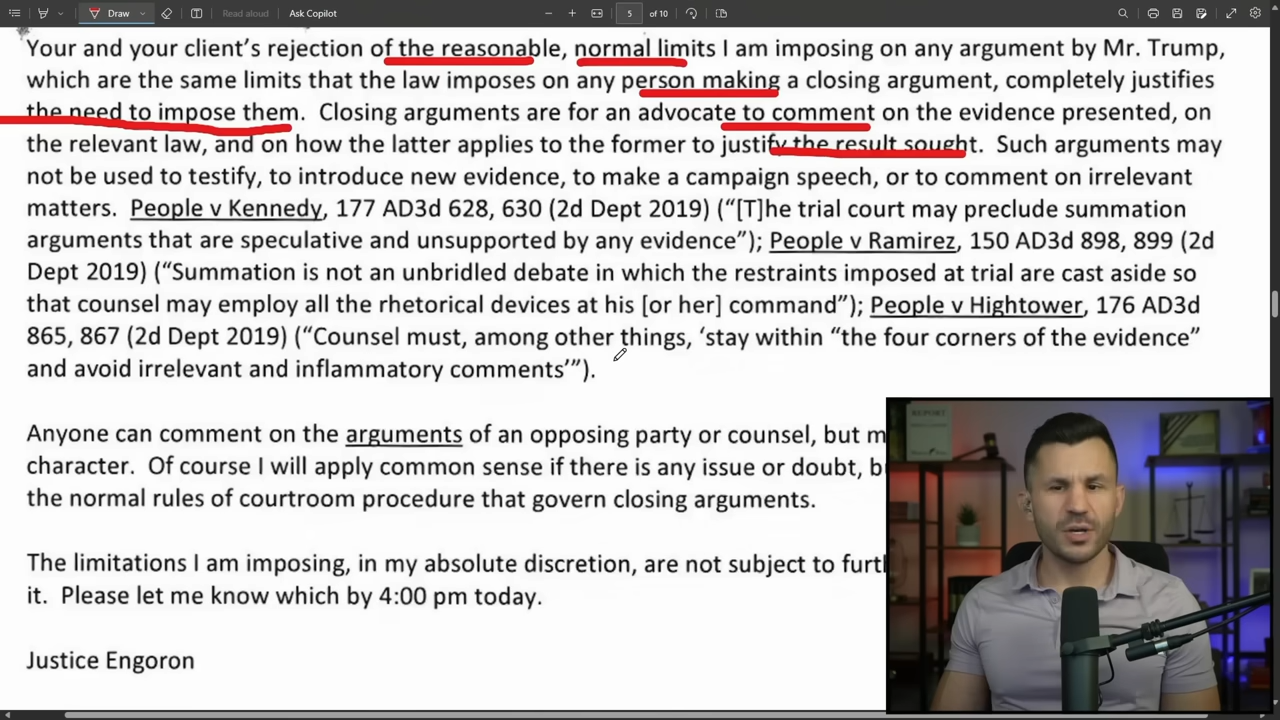 Draw
Read aloud
Ask Copilot
5
of 10
Your and your client's rejection of the reasonable, normal limits I am imposing on any argument by Mr. Trump,
which are the same limits that the law imposes on any person making a closing argument, completely justifies
the need to impose them.  Closing arguments are for an advocate to comment on the evidence presented, on
the relevant law, and on how the latter applies to the former to justify the result sought.  Such arguments may
not be used to testify, to introduce new evidence, to make a campaign speech, or to comment on irrelevant
matters.  People v Kennedy, 177 AD3d 628, 630 (2d Dept 2019) ("[T]he trial court may preclude summation
arguments that are speculative and unsupported by any evidence"); People v Ramirez, 150 AD3d 898, 899 (2d
Dept 2019) ("Summation is not an unbridled debate in which the restraints imposed at trial are cast aside so
that counsel may employ all the rhetorical devices at his [or her] command"); People v Hightower, 176 AD3d
865, 867 (2d Dept 2019) ("Counsel must, among other things, 'stay within "the four corners of the evidence"
and avoid irrelevant and inflammatory comments'").
Anyone can comment on the arguments of an opposing party or counsel, but m
character.  Of course I will apply common sense if there is any issue or doubt, b
the normal rules of courtroom procedure that govern closing arguments.
The limitations I am imposing, in my absolute discretion, are not subject to furt
it.  Please let me know which by 4:00 pm today.
Justice Engoron